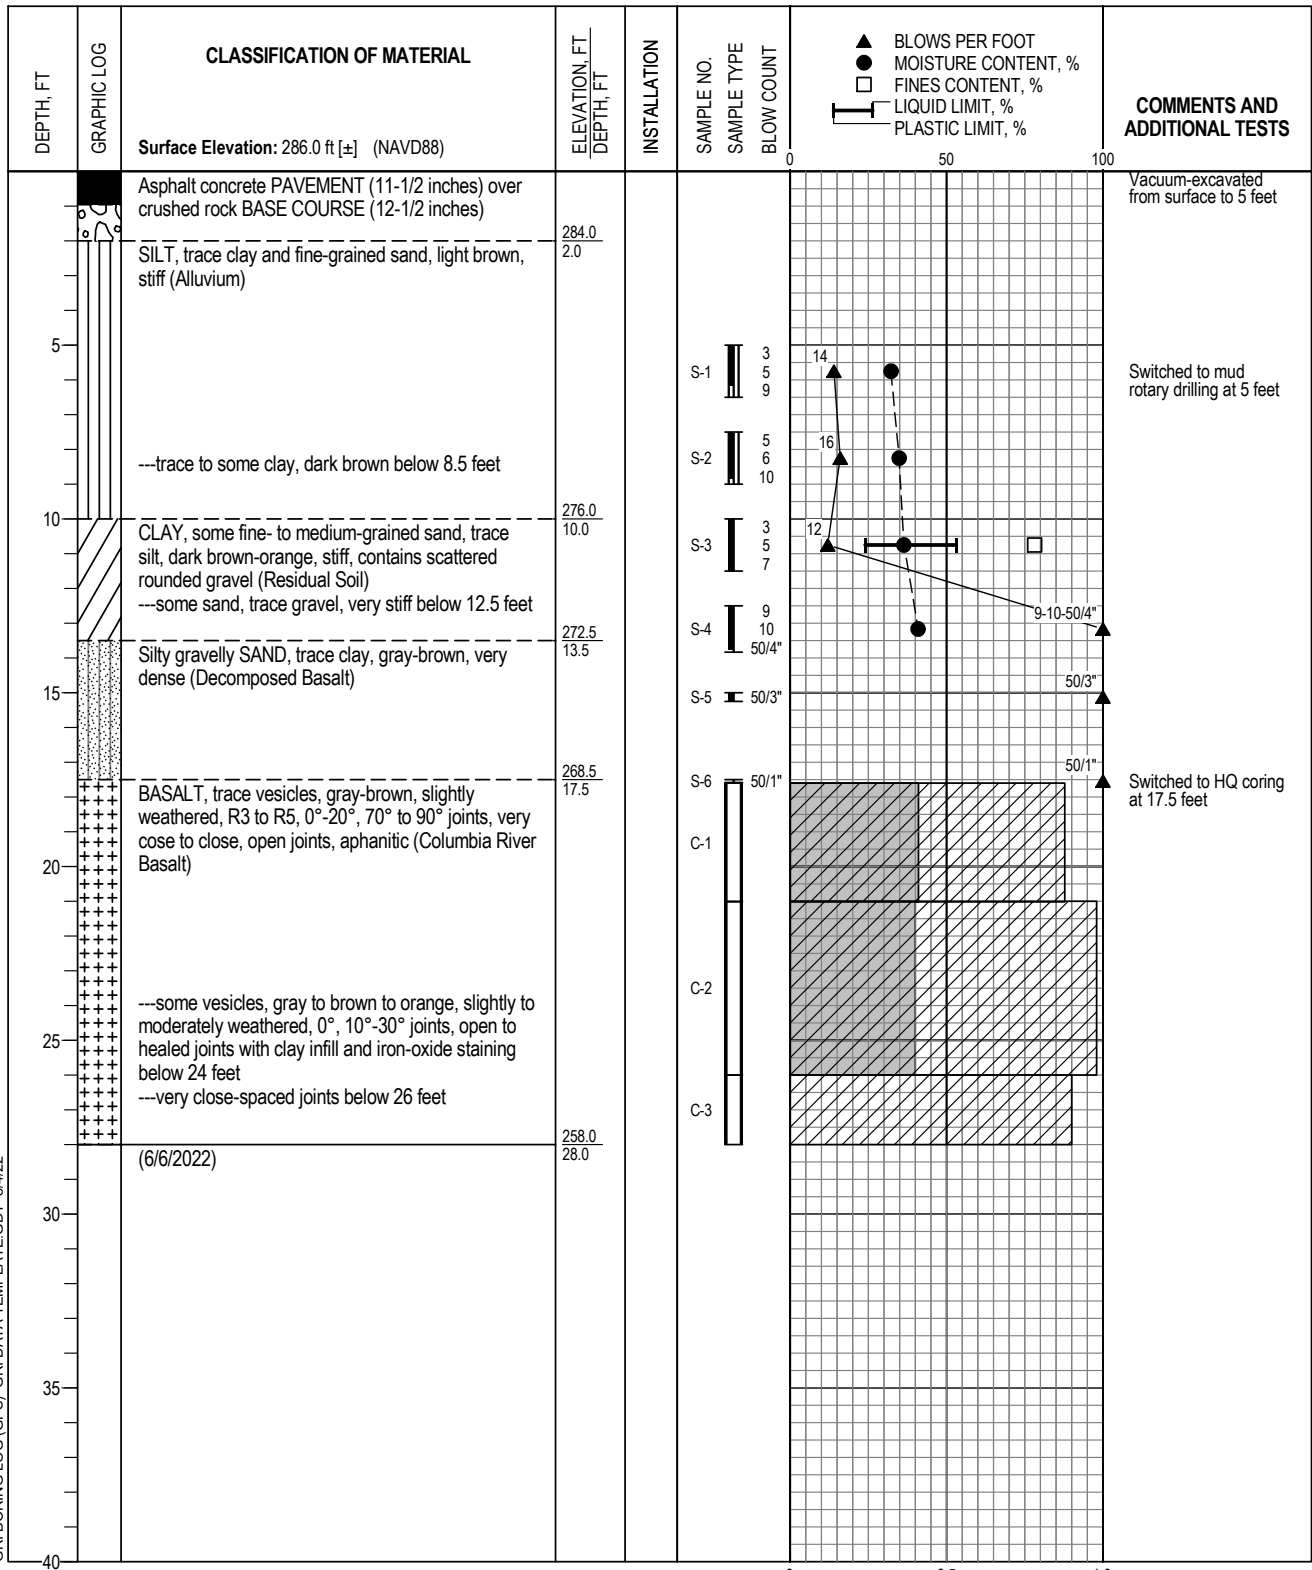 DEPTH, FT
GRAPHIC LOG
CLASSIFICATION OF MATERIAL
Surface Elevation: 286.0 ft [±] (NAVD88)
ELEVATION, FT
DEPTH, FT
INSTALLATION
SAMPLE NO.
SAMPLE TYPE
BLOW COUNT
BLOWS PER FOOT
MOISTURE CONTENT, %
FINES CONTENT, %
LIQUID LIMIT, %
PLASTIC LIMIT, %
0 50 100
COMMENTS AND
ADDITIONAL TESTS
Asphalt concrete PAVEMENT (11-1/2 inches) over
crushed rock BASE COURSE (12-1/2 inches)
Vacuum-excavated
from surface to 5 feet
284.0
2.0
SILT, trace clay and fine-grained sand, light brown,
stiff (Alluvium)
5
S-1
3
5
9
14
Switched to mud
rotary drilling at 5 feet
---trace to some clay, dark brown below 8.5 feet
S-2
5
6
10
16
10
276.0
10.0
CLAY, some fine- to medium-grained sand, trace
silt, dark brown-orange, stiff, contains scattered
rounded gravel (Residual Soil)
---some sand, trace gravel, very stiff below 12.5 feet
S-3
3
5
7
12
S-4
9
10
50/4"
9-10-50/4"
272.5
13.5
Silty gravelly SAND, trace clay, gray-brown, very
dense (Decomposed Basalt)
15
S-5
50/3"
50/3"
268.5
17.5
S-6
50/1"
50/1"
Switched to HQ coring
at 17.5 feet
BASALT, trace vesicles, gray-brown, slightly
weathered, R3 to R5, 0°-20°, 70° to 90° joints, very
cose to close, open joints, aphanitic (Columbia River
Basalt)
C-1
20
C-2
---some vesicles, gray to brown to orange, slightly to
moderately weathered, 0°, 10°-30° joints, open to
healed joints with clay infill and iron-oxide staining
below 24 feet
25
---very close-spaced joints below 26 feet
C-3
258.0
28.0
(6/6/2022)
30
35
40